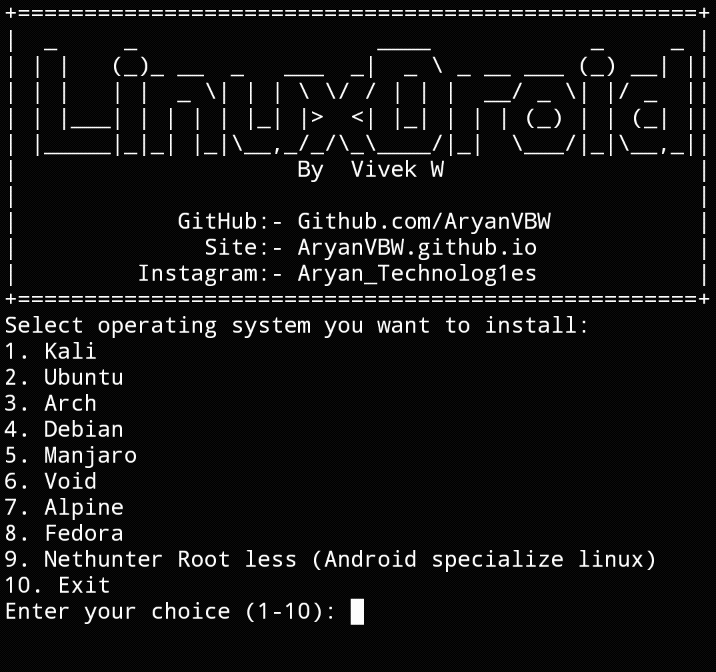 LinuxDroid
By Vivek W
GitHub:- Github.com/AryanVBW
Site:- AryanVBW.github.io
Instagram:- Aryan_Technolog1es
Select operating system you want to install:
1. Kali
2. Ubuntu
3. Arch
4. Debian
5. Manjaro
6. Void
7. Alpine
8. Fedora
9. Nethunter Root less (Android specialize linux)
10. Exit
Enter your choice (1-10):